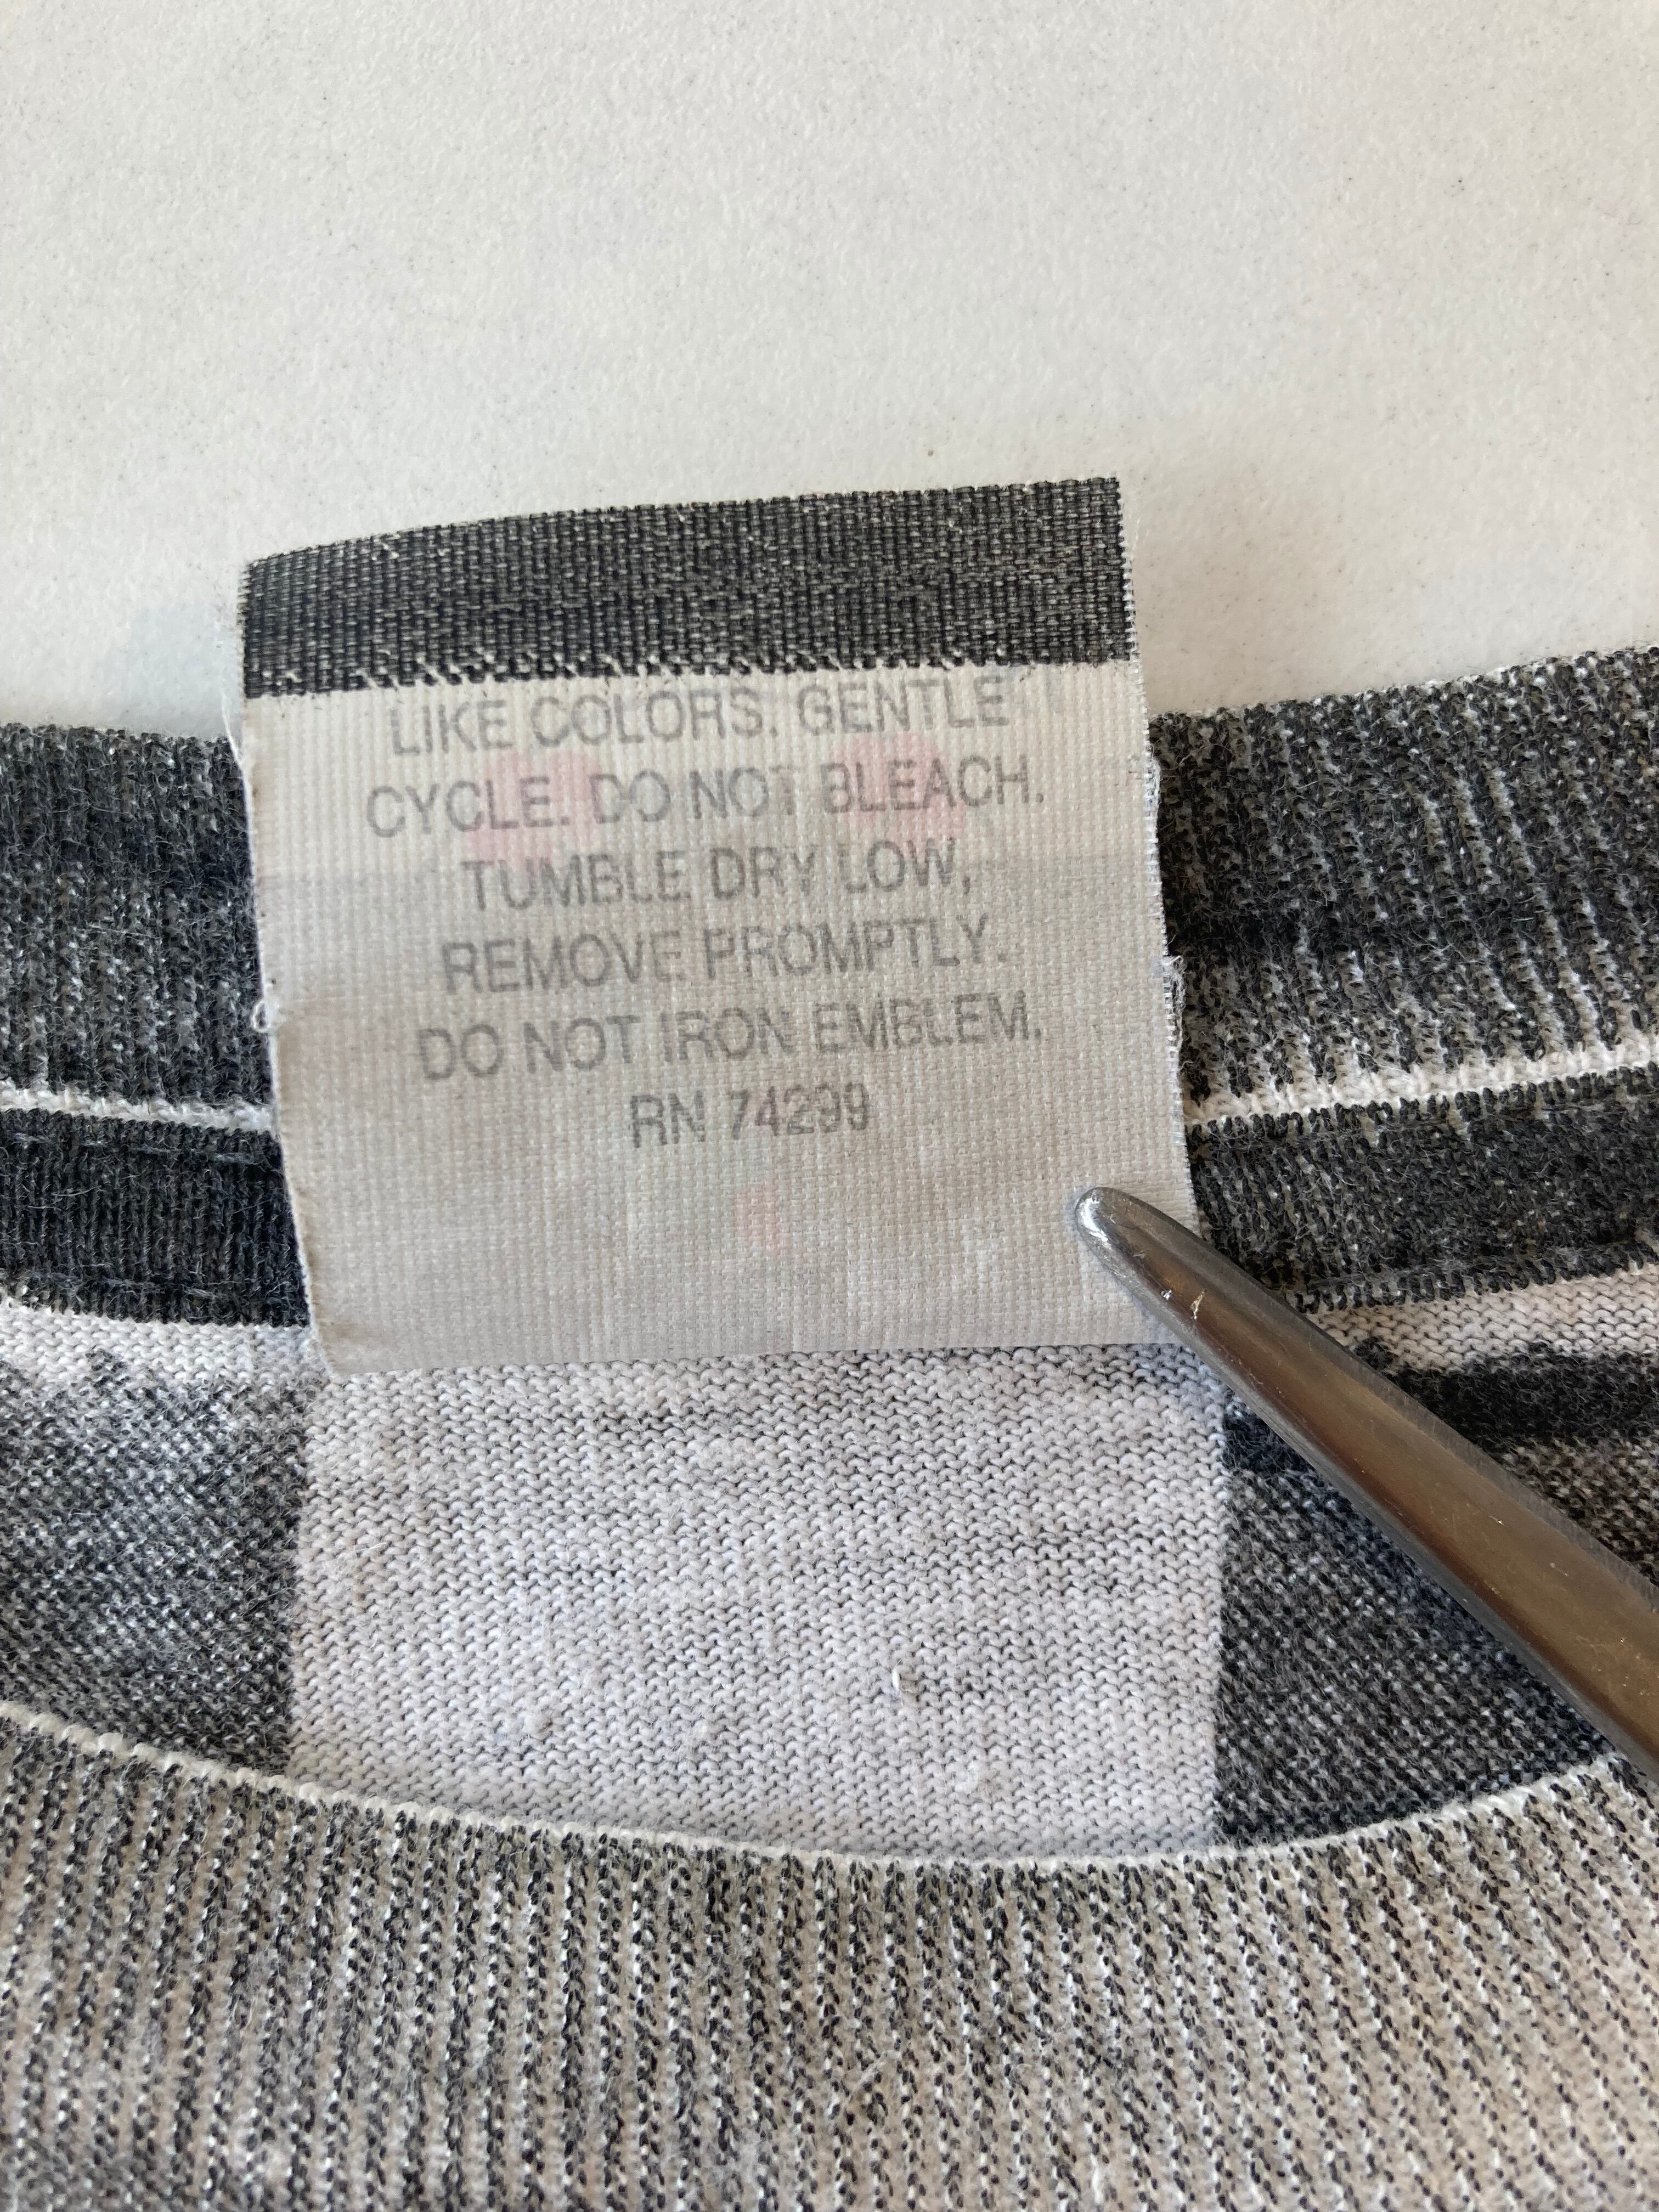 LIKE COLORS. GENTLE
CYCLE. DO NOT BLEACH.
TUMBLE DRY LOW,
REMOVE PROMPTLY.
DO NOT IRON EMBLEM.
RN 74299